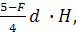 5−F/4 d · H,